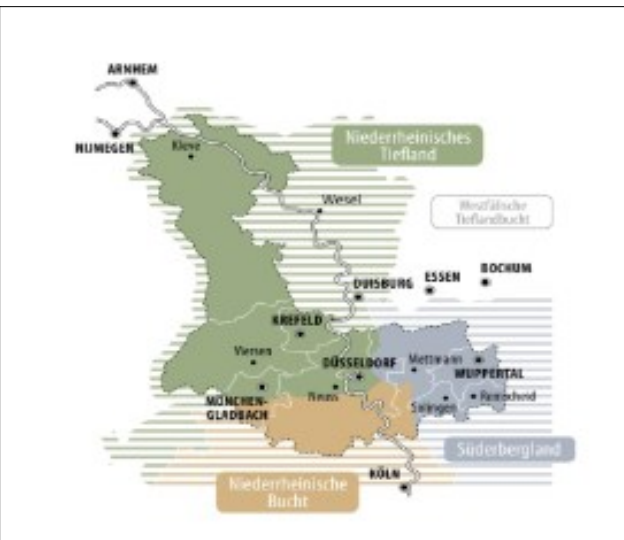 ARNHEM
NIJMEGEN
Kleve
Niederrheinisches
Tiefland
Wesel
Westfälische
Tieflandbucht
DUISBURG
ESSEN
BOCHUM
KREFELD
Viersen
DÜSSELDORF
Mettmann
WUPPERTAL
MÖNCHEN-
GLADBACH
Neuss
Solingen
Remscheid
Süderbergland
Niederrheinische
Bucht
KÖLN